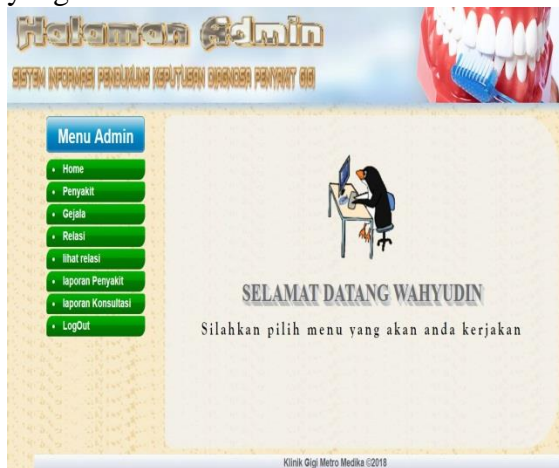 Halaman Admin
SISTEM INFORMASI PENDUKUNG KEPUTUSAN DIAGNOSA PENYAKIT GIGI
Menu Admin
Home
Penyakit
Gejala
Relasi
lihat relasi
laporan Penyakit
laporan Konsultasi
LogOut
SELAMAT DATANG WAHYUDIN
Silahkan pilih menu yang akan anda kerjakan
Klinik Gigi Metro Medika ©2018